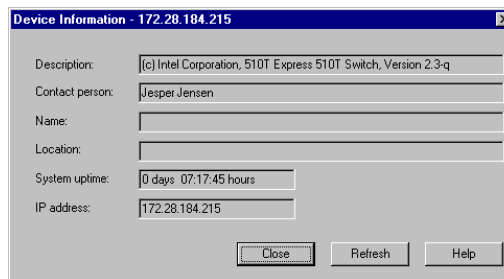 Device Information - 172.28.184.215
Description: (c) Intel Corporation, 510T Express 510T Switch, Version 2.3-q
Contact person: Jesper Jensen
Name:
Location:
System uptime: 0 days 07:17:45 hours
IP address: 172.28.184.215
Close Refresh Help